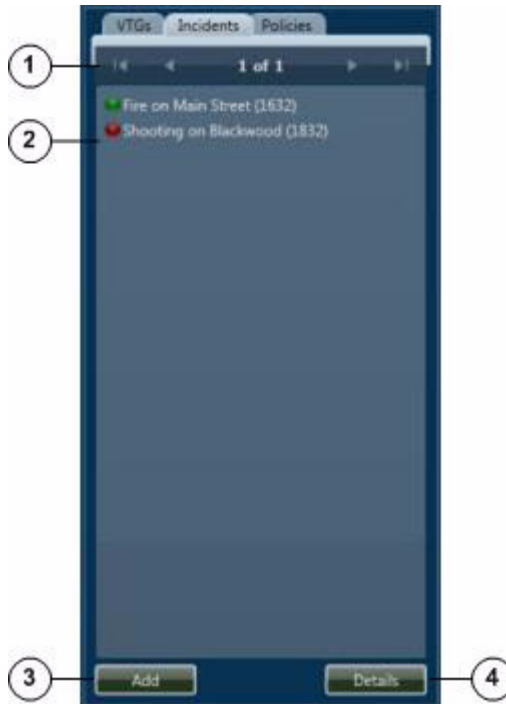 VTGs Incidents Policies
1 1 of 1
Fire on Main Street (1632)
2 Shooting on Blackwood (1832)
3 Add Details 4